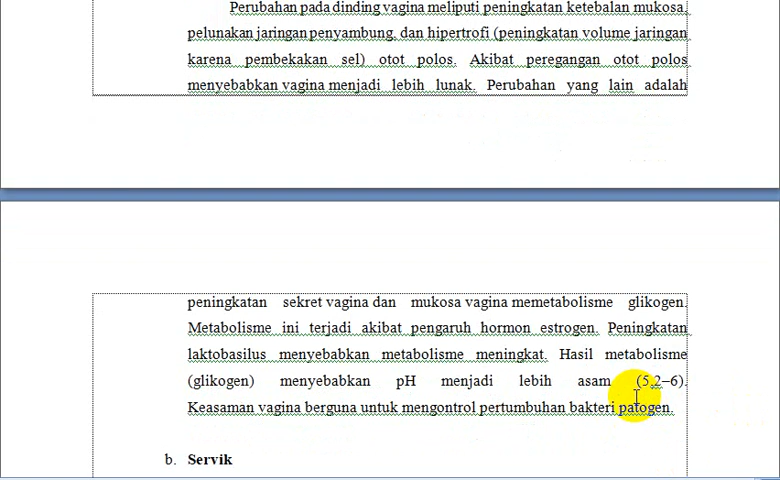 Perubahan pada dinding vagina meliputi peningkatan ketebalan mukosa,
pelunakan jaringan penyambung, dan hipertrofi (peningkatan volume jaringan
karena pembekakan sel) otot polos. Akibat peregangan otot polos
menyebabkan vagina menjadi lebih lunak. Perubahan yang lain adalah
peningkatan sekret vagina dan mukosa vagina memetabolisme glikogen.
Metabolisme ini terjadi akibat pengaruh hormon estrogen. Peningkatan
laktobasilus menyebabkan metabolisme meningkat. Hasil metabolisme
(glikogen) menyebabkan pH menjadi lebih asam (5,2–6).
Keasaman vagina berguna untuk mengontrol pertumbuhan bakteri patogen.
b. Servik